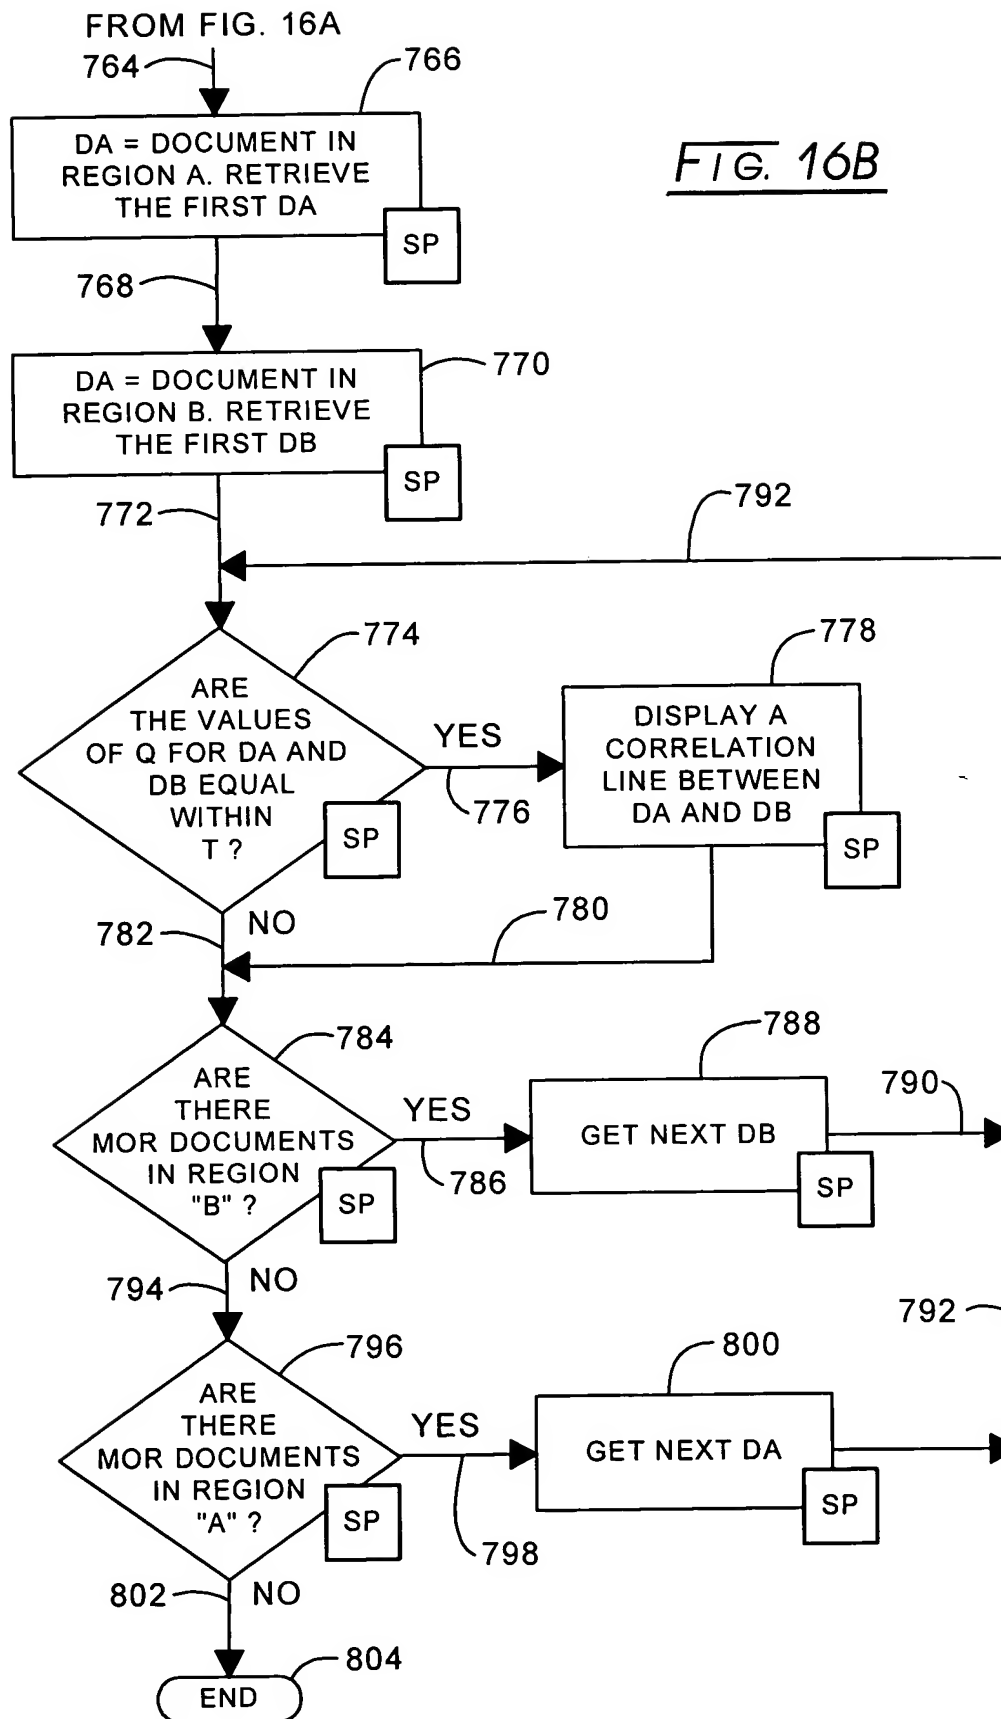 FROM FIG. 16A
764
766
DA = DOCUMENT IN
REGION A. RETRIEVE
THE FIRST DA
SP
FIG. 16B
768
770
DA = DOCUMENT IN
REGION B. RETRIEVE
THE FIRST DB
SP
772
792
774
ARE
THE VALUES
OF Q FOR DA AND
DB EQUAL
WITHIN
T ?
SP
YES
776
778
DISPLAY A
CORRELATION
LINE BETWEEN
DA AND DB
SP
782
NO
780
784
ARE
THERE
MOR DOCUMENTS
IN REGION
"B" ?
SP
YES
786
788
GET NEXT DB
SP
790
794
NO
792
796
ARE
THERE
MOR DOCUMENTS
IN REGION
"A" ?
SP
YES
798
800
GET NEXT DA
SP
802
NO
804
END